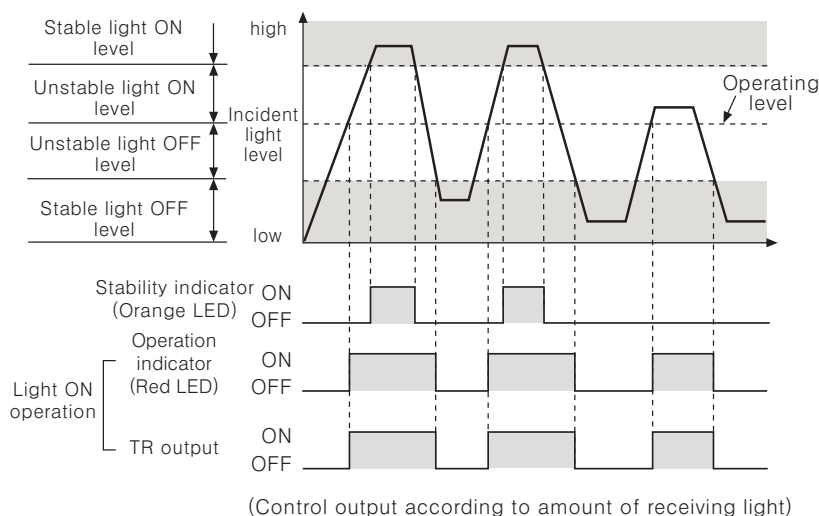 Stable light ON
level
Unstable light ON
level
Unstable light OFF
level
Stable light OFF
level
high
Incident
light
level
low
Operating
level
Stability indicator
(Orange LED)
ON
OFF
Light ON
operation
Operation
indicator
(Red LED)
ON
OFF
TR output
ON
OFF
(Control output according to amount of receiving light)